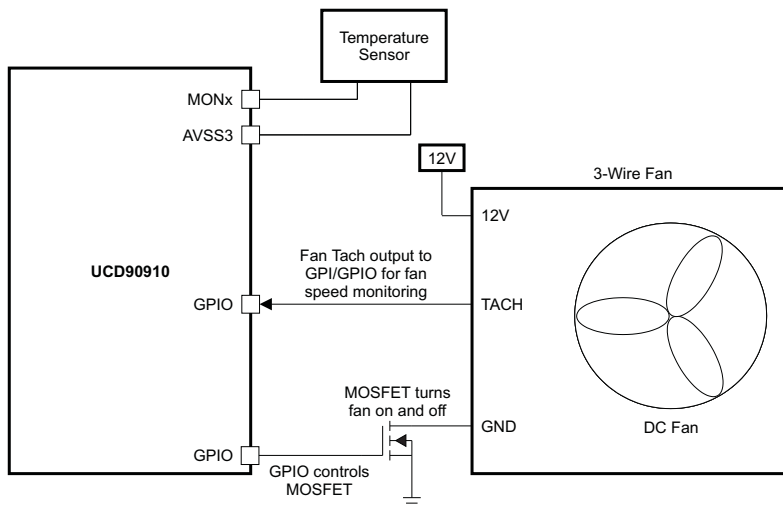 Temperature
Sensor
MONx
AVSS3
12V
3-Wire Fan
12V
Fan Tach output to
GPI/GPIO for fan
speed monitoring
UCD90910
GPIO
TACH
MOSFET turns
fan on and off
GND
DC Fan
GPIO
GPIO controls
MOSFET